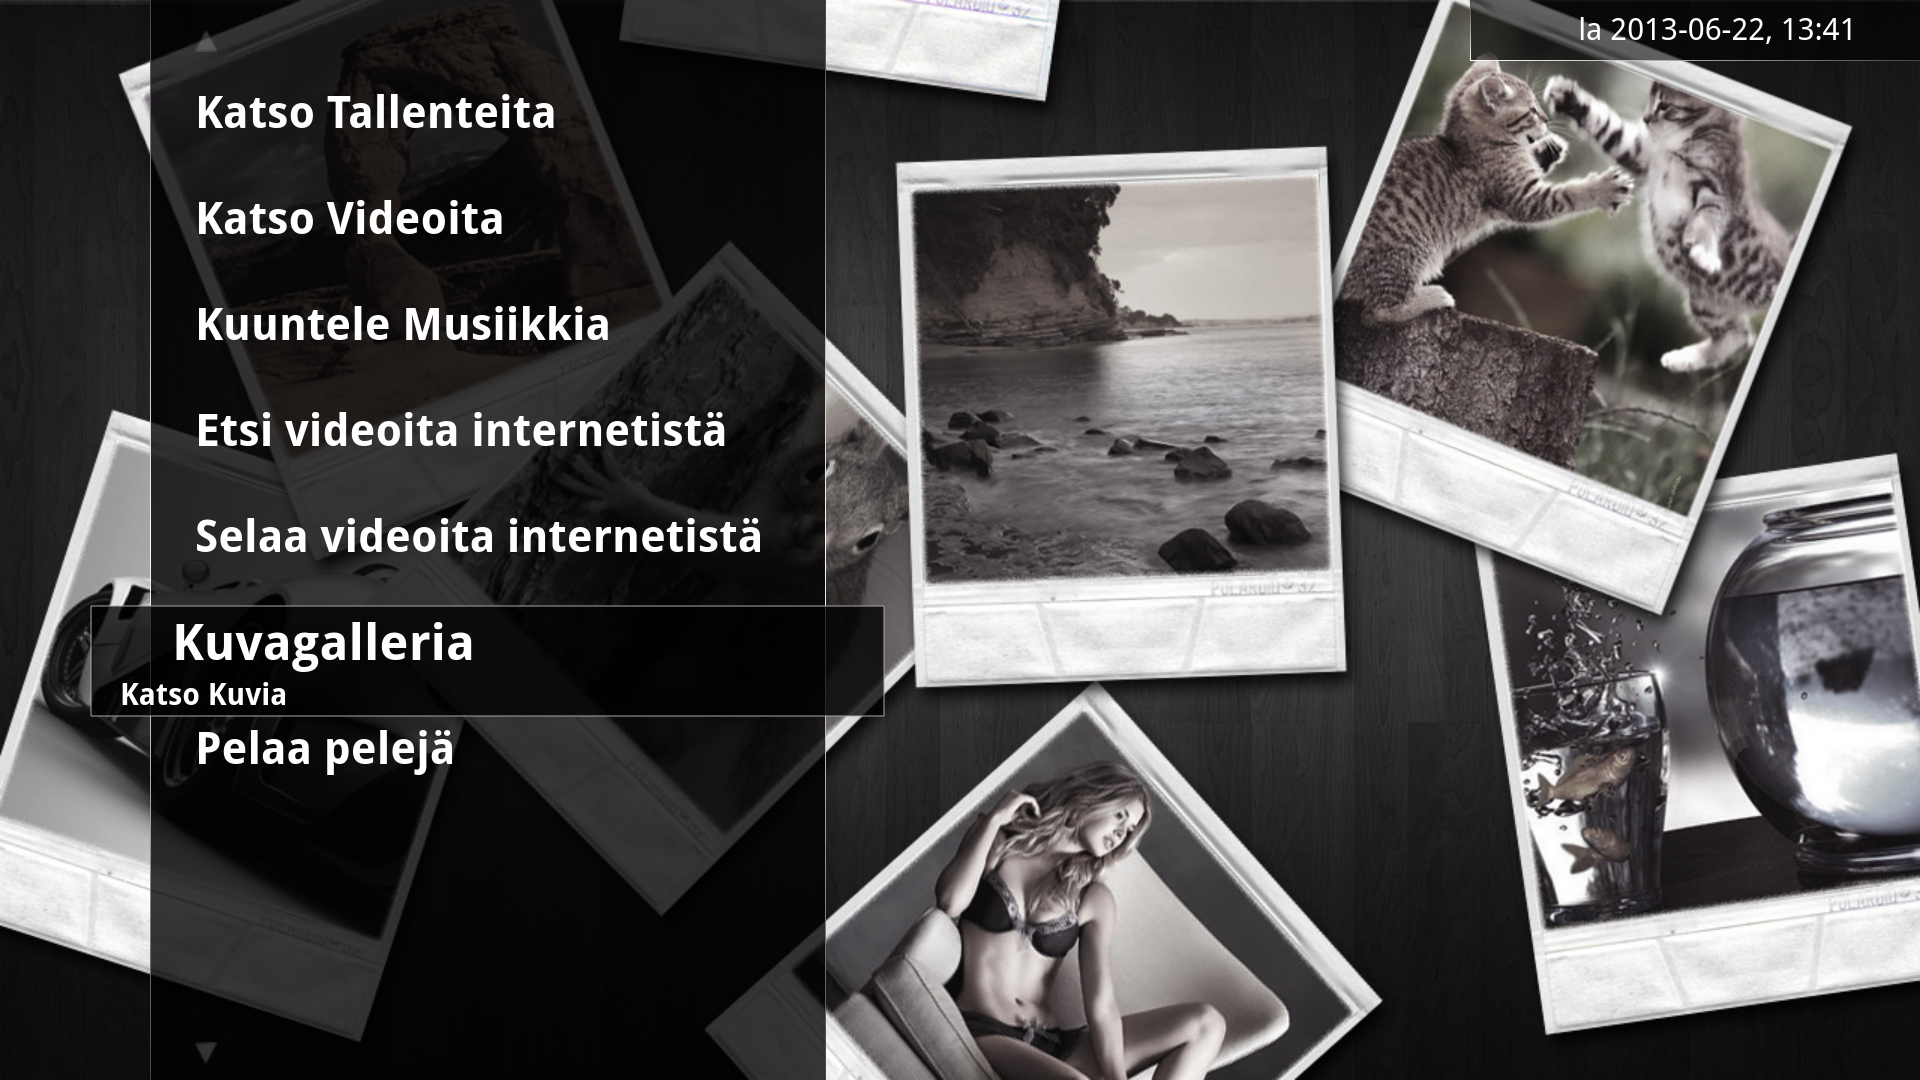 la 2013-06-22, 13:41
Katso Tallenteita
Katso Videoita
Kuuntele Musiikkia
Etsi videoita internetistä
Selaa videoita internetistä
Kuvagalleria
Katso Kuvia
Pelaa pelejä